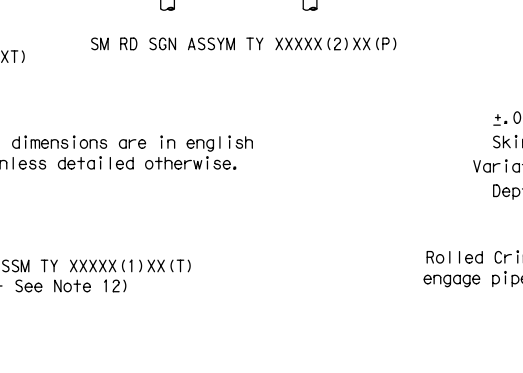 SM RD SGN ASSYM TY XXXXX(2)XX(P)
XT)
dimensions are in english
nless detailed otherwise.
±.0
Ski
Varia
Dep
SSM TY XXXXX(1)XX(T)
- See Note 12)
Rolled Cri
engage pipe